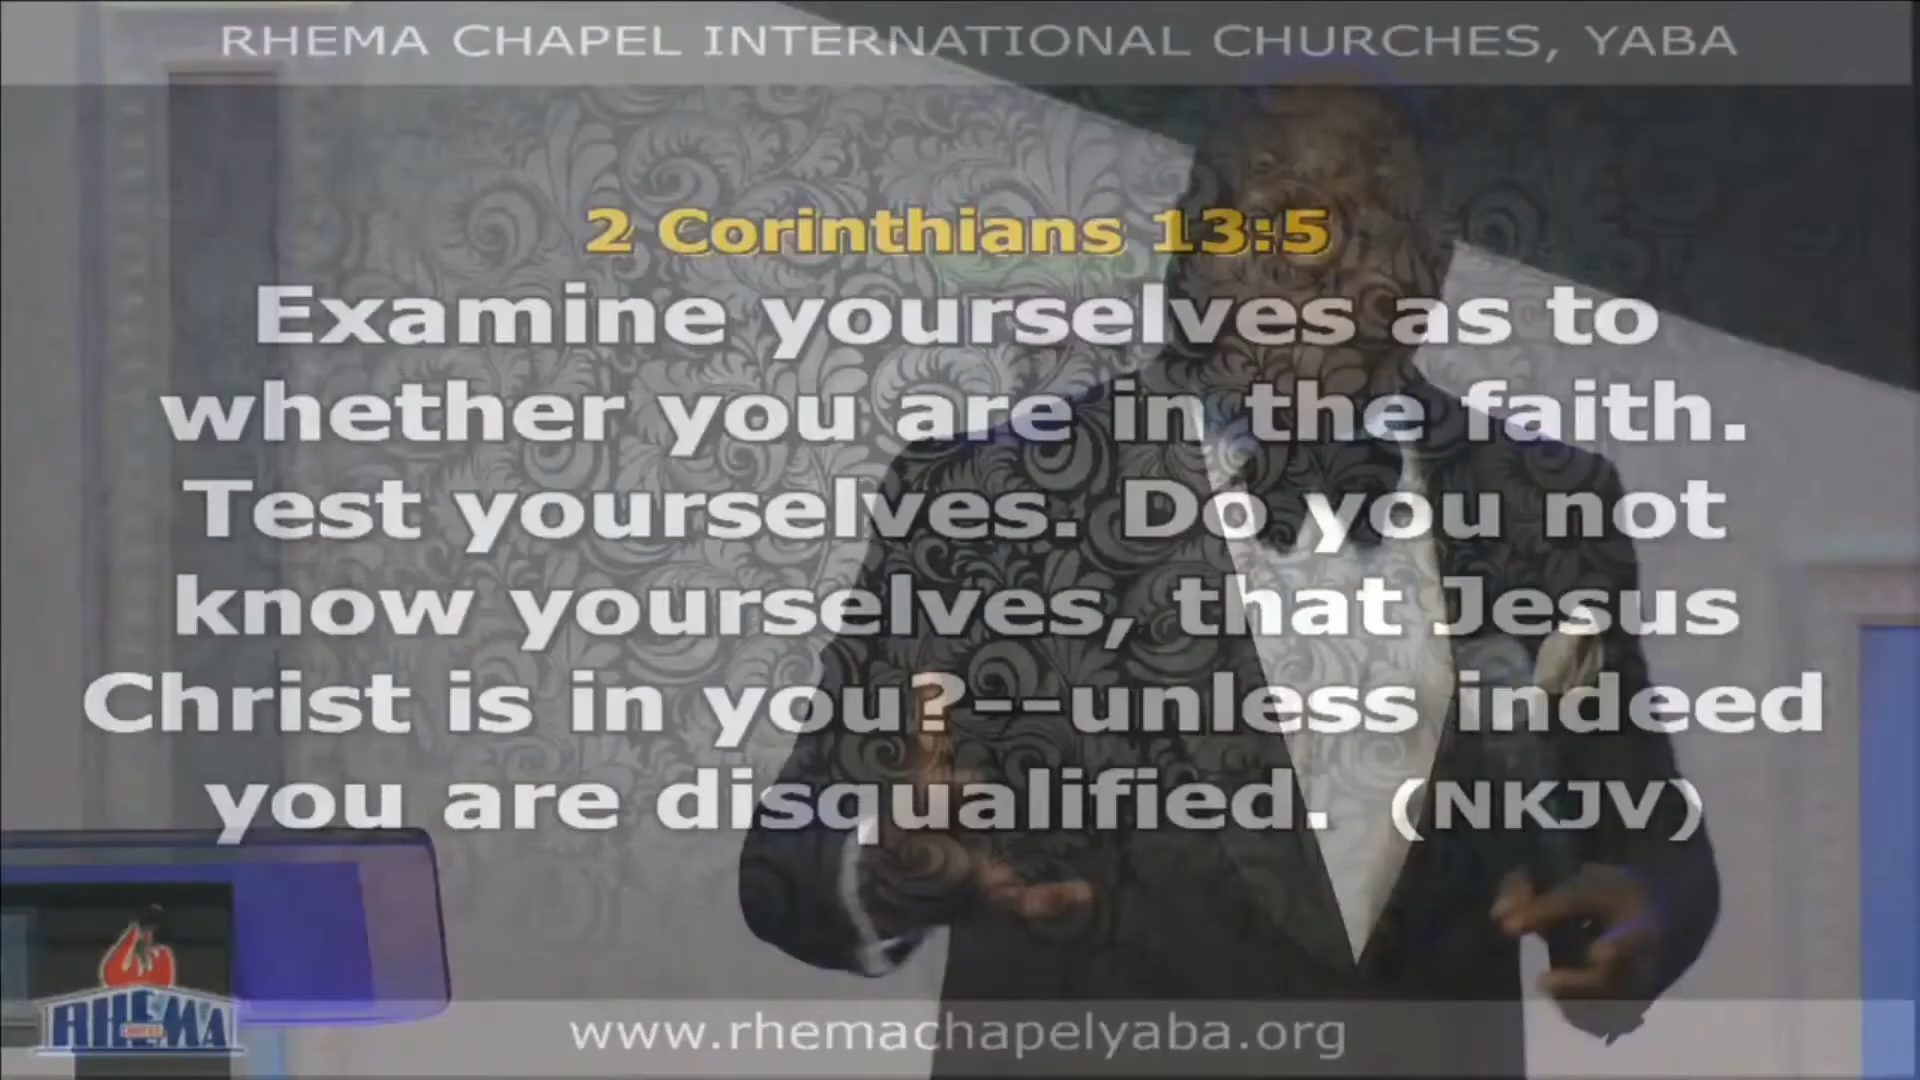 RHEMA CHAPEL INTERNATIONAL CHURCHES, YABA
2 Corinthians 13:5
Examine yourselves as to
whether you are in the faith.
Test yourselves. Do you not
know yourselves, that Jesus
Christ is in you?--unless indeed
you are disqualified. (NKJV)
RHEMA
www.rhemachapelyaba.org